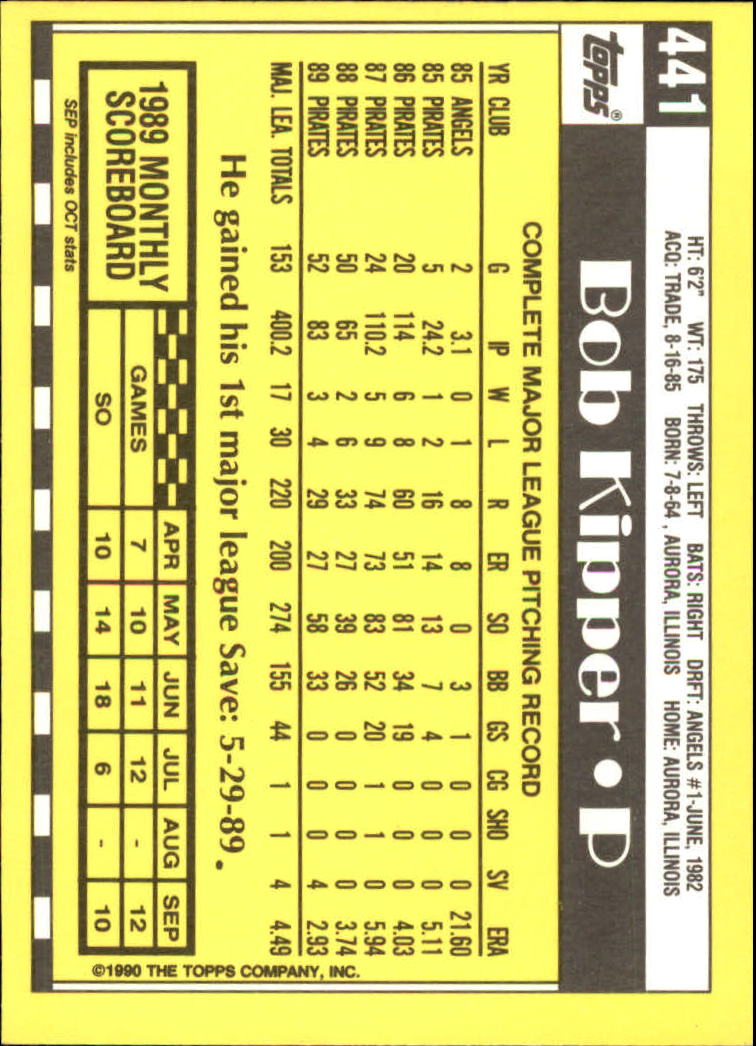 441
HT: 6'2" WT: 175 THROWS: LEFT BATS: RIGHT DRFT: ANGELS #1-JUNE, 1982
ACQ: TRADE, 8-16-85 BORN: 7-8-64, AURORA, ILLINOIS HOME: AURORA, ILLINOIS
topps®
Bob Kipper • P
COMPLETE MAJOR LEAGUE PITCHING RECORD
YR CLUB G IP W L R ER SO BB GS CG SHO SV ERA
85 ANGELS 2 3.1 0 1 8 8 0 3 1 0 0 0 21.60
85 PIRATES 5 24.2 1 2 16 14 13 7 4 0 0 0 5.11
86 PIRATES 20 114 6 8 60 51 81 34 19 0 0 0 4.03
87 PIRATES 24 110.2 5 9 74 73 83 52 20 1 1 0 5.94
88 PIRATES 50 65 2 6 33 27 39 26 0 0 0 0 3.74
89 PIRATES 52 83 3 4 29 27 58 33 0 0 0 4 2.93
MAJ. LEA. TOTALS 153 400.2 17 30 220 200 274 155 44 1 1 4 4.49
He gained his 1st major league Save: 5-29-89.
1989 MONTHLY
SCOREBOARD
APR MAY JUN JUL AUG SEP
GAMES 7 10 11 12 - 12
SO 10 14 18 6 - 10
SEP includes OCT stats
©1990 THE TOPPS COMPANY, INC.